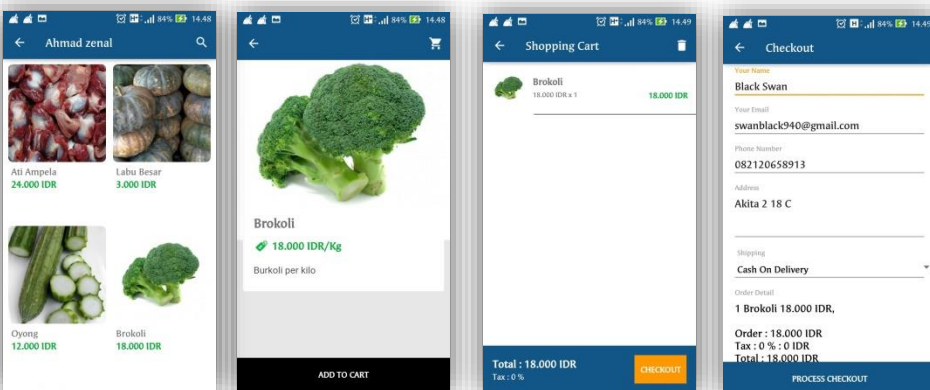 84% 14.48
Ahmad zenal
Ati Ampela
24.000 IDR
Labu Besar
3.000 IDR
Oyong
12.000 IDR
Brokoli
18.000 IDR
84% 14.48
Brokoli
18.000 IDR/Kg
Burkoli per kilo
ADD TO CART
84% 14.49
Shopping Cart
Brokoli
18.000 IDR x 1
18.000 IDR
Total : 18.000 IDR
Tax : 0 %
CHECKOUT
84% 14.49
Checkout
Your Name
Black Swan
Your Email
swanblack940@gmail.com
Phone Number
082120658913
Address
Akita 2 18 C
Shipping
Cash On Delivery
Order Detail
1 Brokoli 18.000 IDR,
Order : 18.000 IDR
Tax : 0 % : 0 IDR
Total : 18.000 IDR
PROCESS CHECKOUT